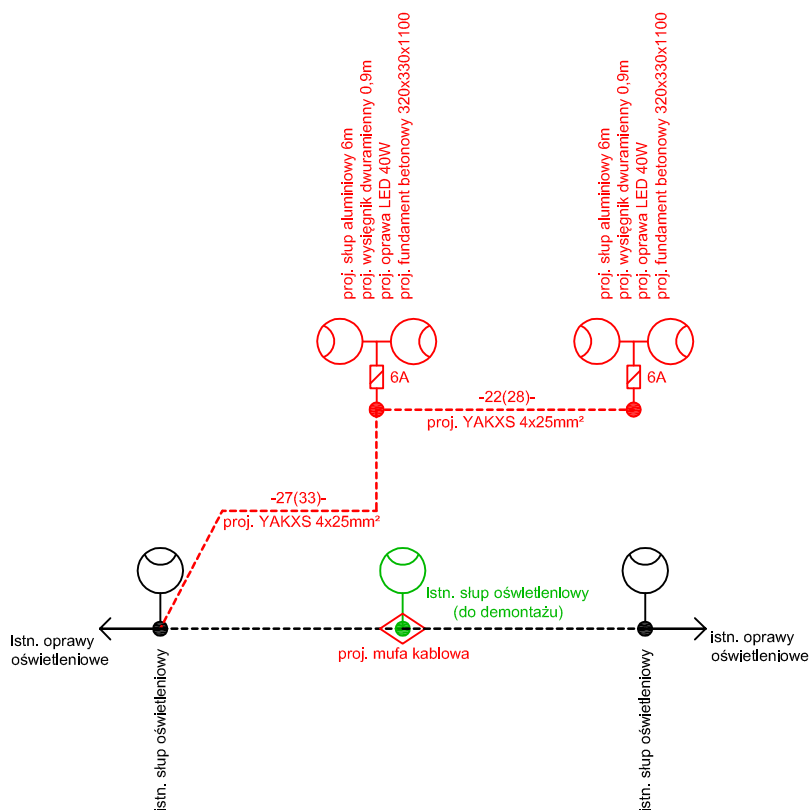 proj. słup aluminiowy 6m
proj. wysięgnik dwuramienny 0,9m
proj. oprawa LED 40W
proj. fundament betonowy 320x330x1100
proj. słup aluminiowy 6m
proj. wysięgnik dwuramienny 0,9m
proj. oprawa LED 40W
proj. fundament betonowy 320x330x1100
6A
6A
-22(28)-
proj. YAKXS 4x25mm²
-27(33)-
proj. YAKXS 4x25mm²
Istn. słup oświetleniowy
(do demontażu)
Istn. oprawy
oświetleniowe
proj. mufa kablowa
istn. oprawy
oświetleniowe
istn. słup oświetleniowy
istn. słup oświetleniowy